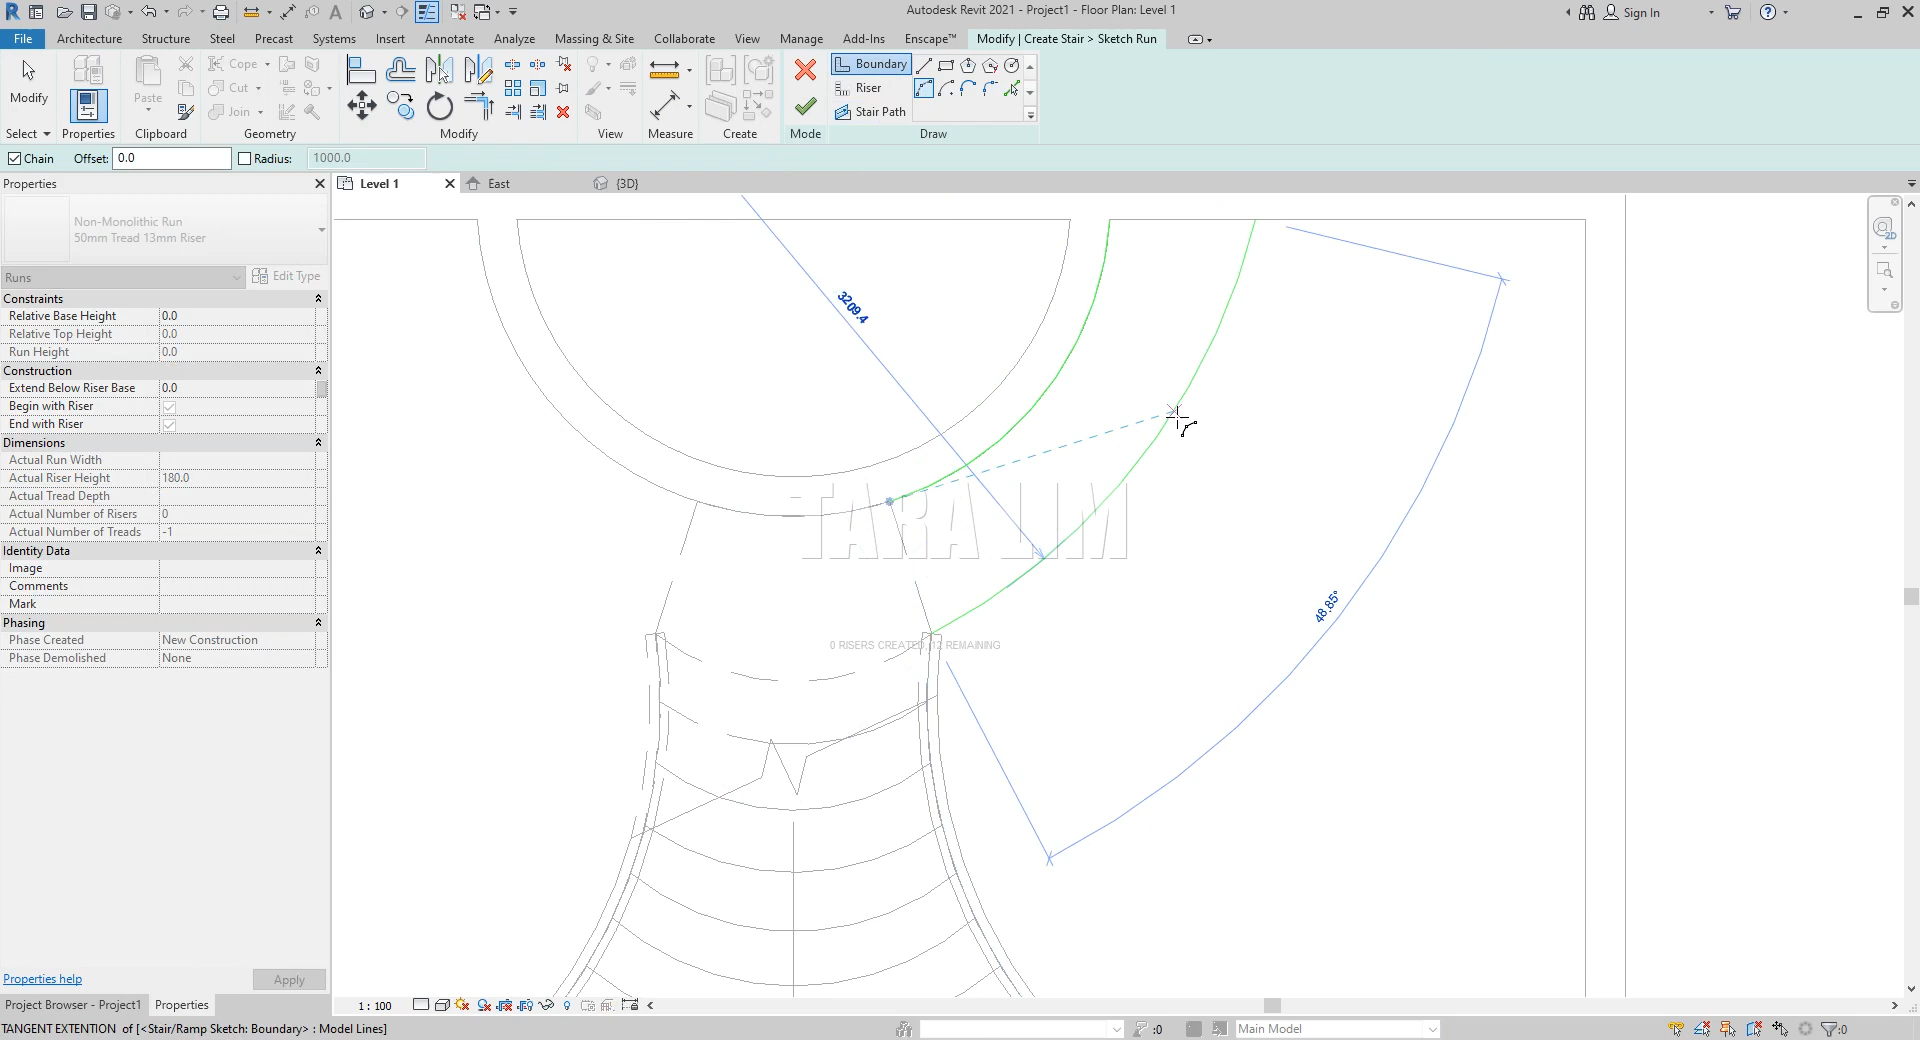 Autodesk Revit 2021 - Project1 - Floor Plan: Level 1
Sign In
File Architecture Structure Steel Precast Systems Insert Annotate Analyze Massing & Site Collaborate View Manage Add-Ins Enscape™ Modify | Create Stair > Sketch Run
Modify
Paste
Cope
Cut
Join
Boundary
Riser
Stair Path
Select Properties Clipboard Geometry Modify View Measure Create Mode Draw
Chain Offset: 0.0 Radius: 1000.0
Properties
Level 1 East {3D}
Non-Monolithic Run
50mm Tread 13mm Riser
Runs Edit Type
Constraints
Relative Base Height 0.0
Relative Top Height 0.0
Run Height 0.0
Construction
Extend Below Riser Base 0.0
Begin with Riser
End with Riser
Dimensions
Actual Run Width
Actual Riser Height 180.0
Actual Tread Depth
Actual Number of Risers 0
Actual Number of Treads -1
Identity Data
Image
Comments
Mark
Phasing
Phase Created New Construction
Phase Demolished None
3209.4
TARA LIM
48.85°
0 RISERS CREATED, 12 REMAINING
2D
Properties help Apply
Project Browser - Project1 Properties
1 : 100
TANGENT EXTENTION of [<Stair/Ramp Sketch: Boundary> : Model Lines]
:0
Main Model
:0